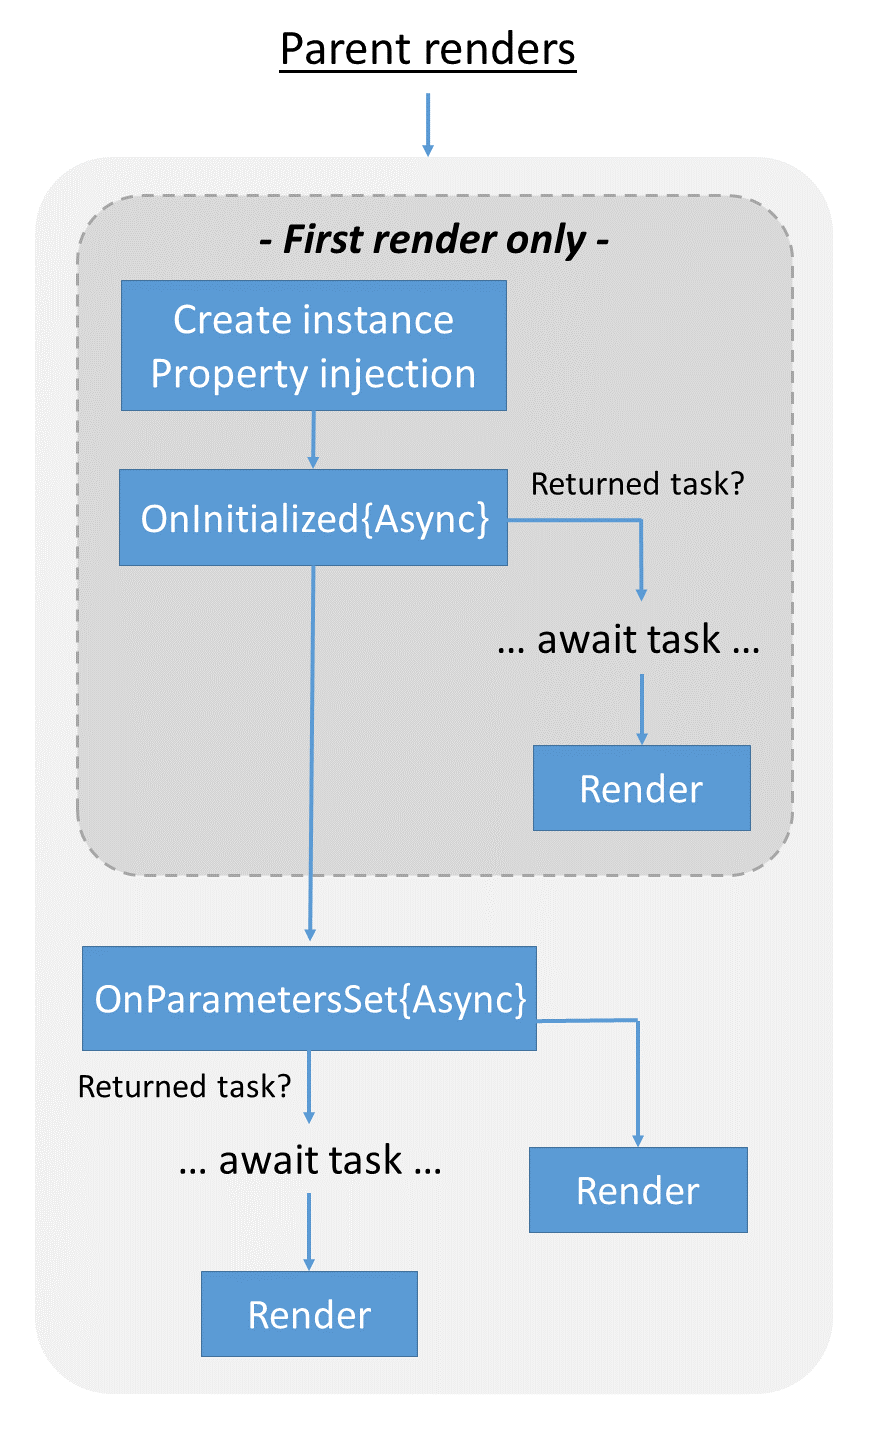 Parent renders
- First render only -
Create instance
Property injection
Returned task?
OnInitialized{Async}
... await task ...
Render
OnParametersSet{Async}
Returned task?
... await task ...
Render
Render